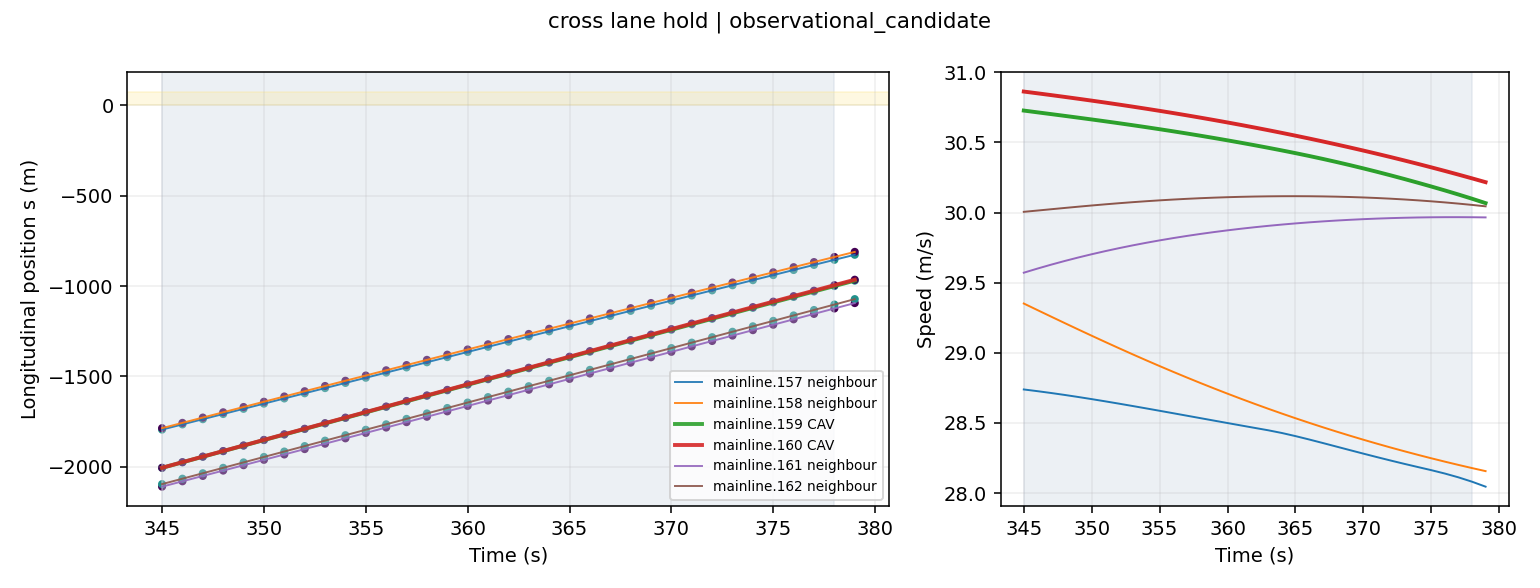 cross lane hold | observational_candidate
Longitudinal position s (m)
0
−500
−1000
−1500
−2000
345 350 355 360 365 370 375 380
Time (s)
mainline.157 neighbour
mainline.158 neighbour
mainline.159 CAV
mainline.160 CAV
mainline.161 neighbour
mainline.162 neighbour
Speed (m/s)
31.0
30.5
30.0
29.5
29.0
28.5
28.0
345 350 355 360 365 370 375 380
Time (s)